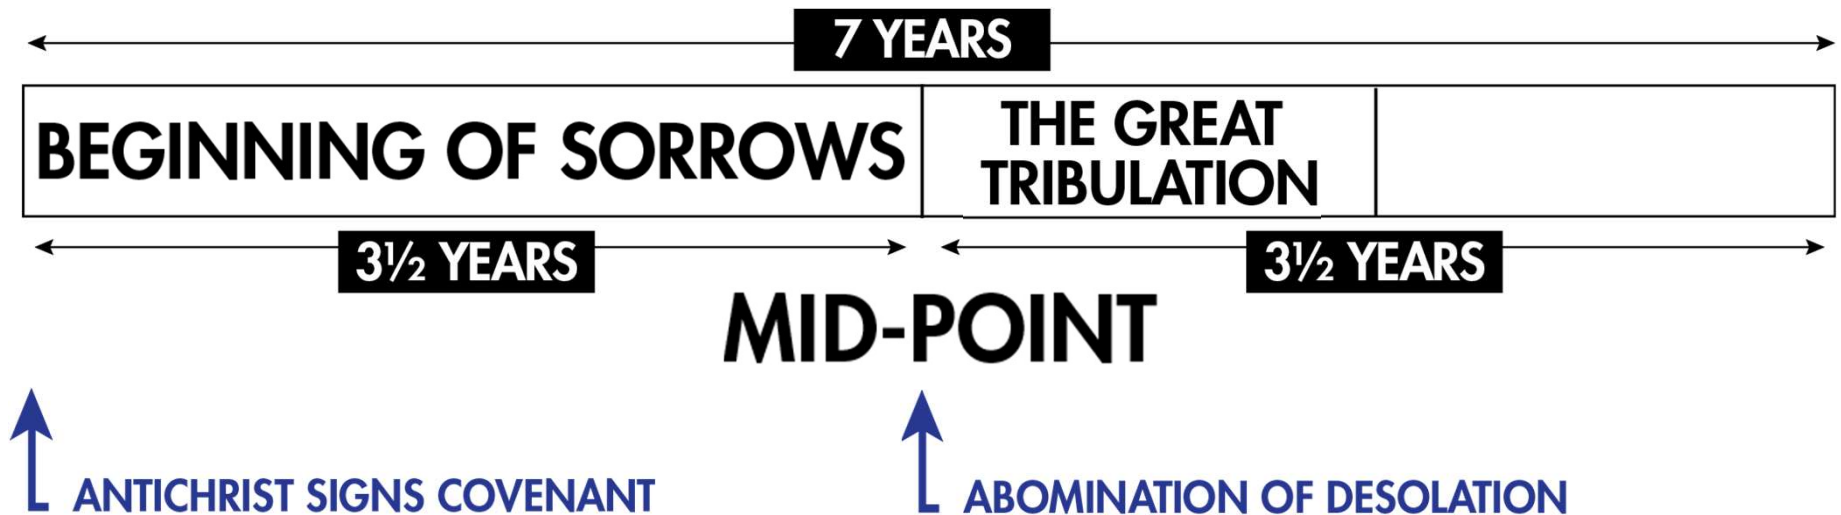 7 YEARS
BEGINNING OF SORROWS
THE GREAT
TRIBULATION
3½ YEARS
3½ YEARS
MID-POINT
ANTICHRIST SIGNS COVENANT
ABOMINATION OF DESOLATION